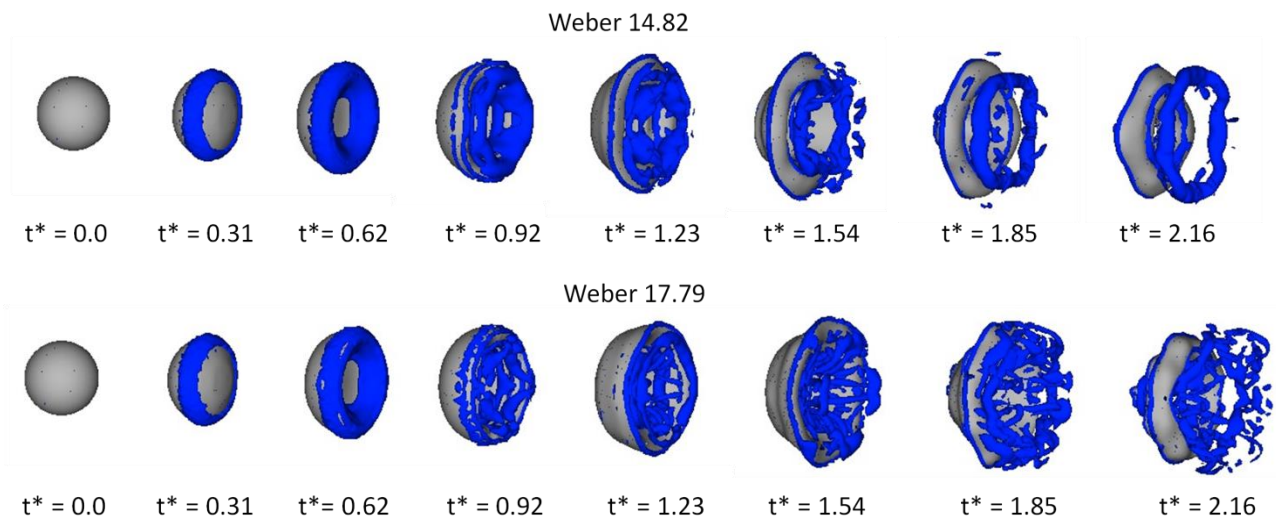 Weber 14.82
t* = 0.0 t* = 0.31 t*= 0.62 t* = 0.92 t* = 1.23 t* = 1.54 t* = 1.85 t* = 2.16
Weber 17.79
t* = 0.0 t* = 0.31 t* = 0.62 t* = 0.92 t* = 1.23 t* = 1.54 t* = 1.85 t* = 2.16